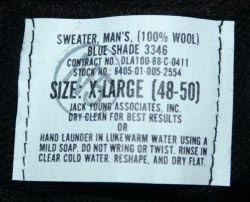 SWEATER, MAN'S, (100% WOOL)
BLUE SHADE 3346
CONTRACT NO.: DLA100-88-C-0411
STOCK NO.: 8405-01-005-2554
SIZE: X-LARGE (48-50)
JACK YOUNG ASSOCIATES, INC.
DRY CLEAN FOR BEST RESULTS
OR
HAND LAUNDER IN LUKEWARM WATER USING A
MILD SOAP. DO NOT WRING OR TWIST. RINSE IN
CLEAR COLD WATER. RESHAPE, AND DRY FLAT.